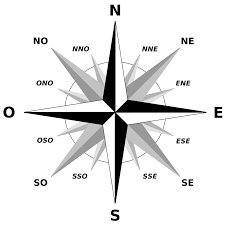 N
NO NNO NNE NE
ONO ENE
O E
OSO ESE
SO SSO SSE SE
S